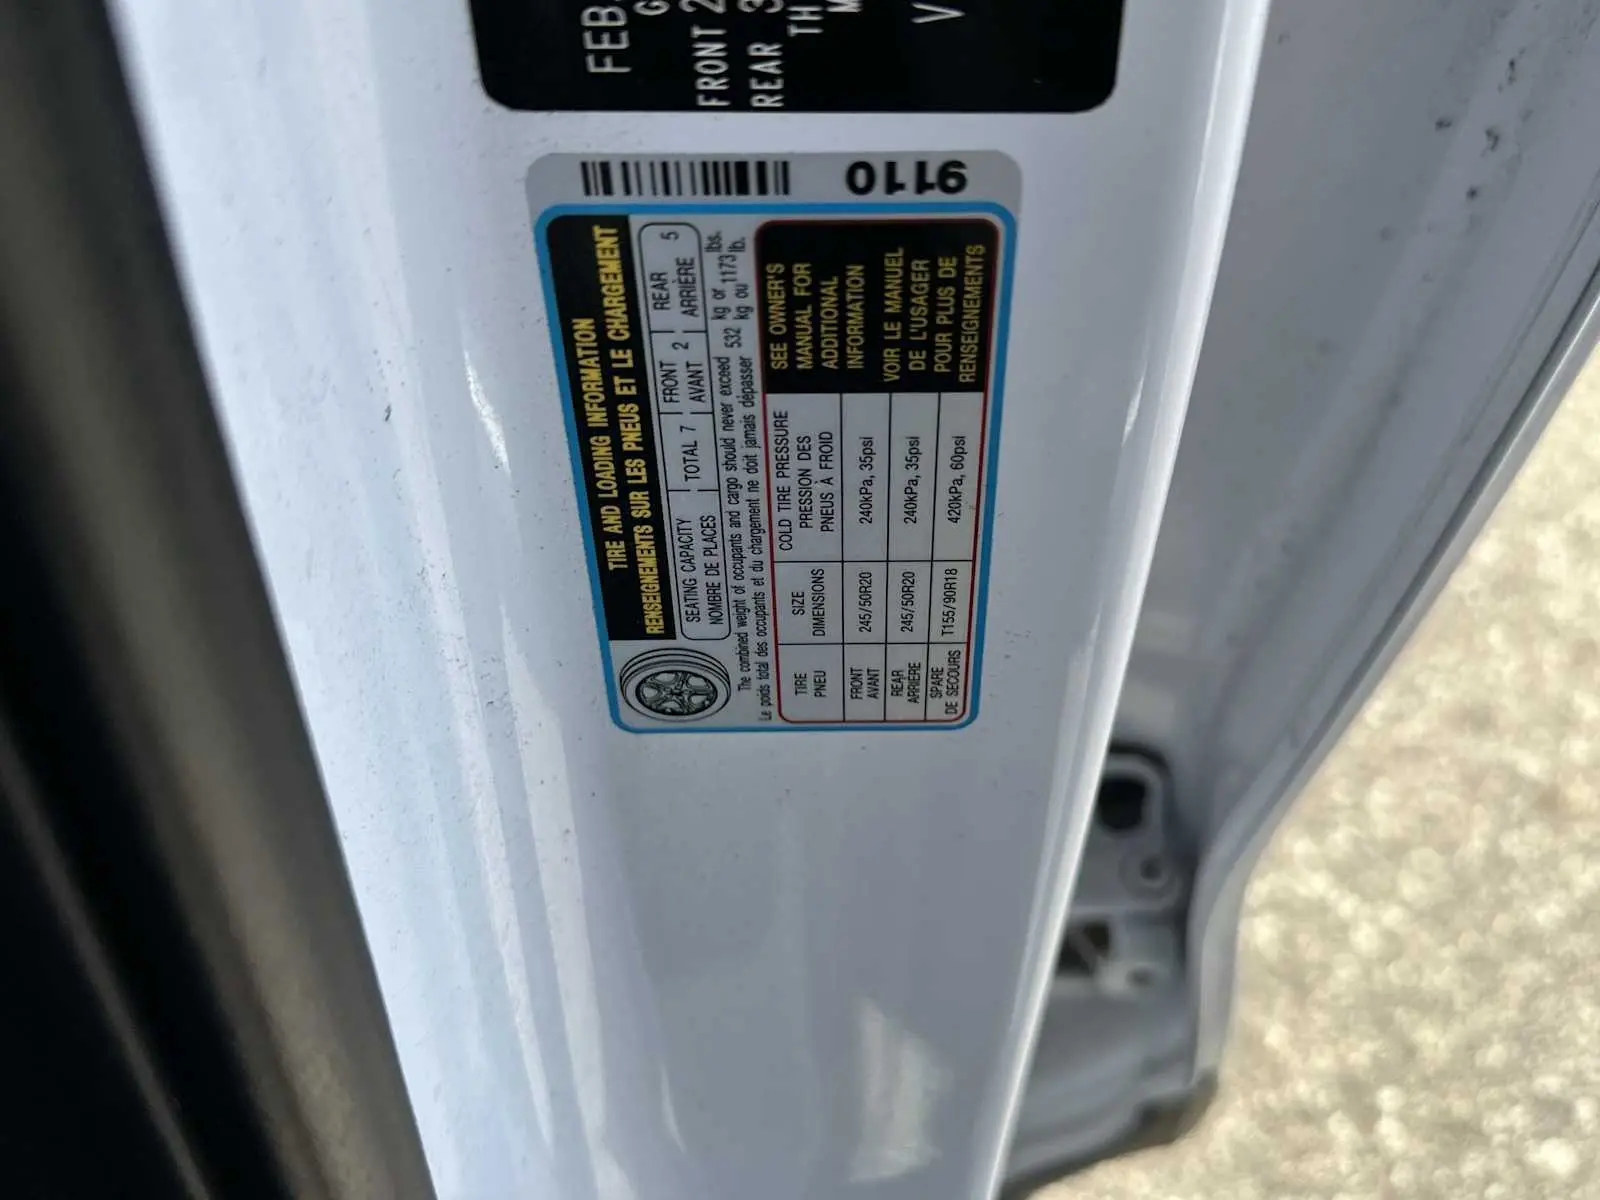 FEB.
G
FRONT 2
REAR 3
TH
M
V
9110
TIRE AND LOADING INFORMATION
RENSEIGNEMENTS SUR LES PNEUS ET LE CHARGEMENT
SEATING CAPACITY TOTAL 7 FRONT 2 REAR 5
NOMBRE DE PLACES AVANT ARRIÈRE
The combined weight of occupants and cargo should never exceed 532 kg or 1173 lbs.
Le poids total des occupants et du chargement ne doit jamais dépasser kg ou lb.
TIRE SIZE COLD TIRE PRESSURE
PNEU DIMENSIONS PRESSION DES
PNEUS À FROID
FRONT 245/50R20 240kPa, 35psi
AVANT
REAR 245/50R20 240kPa, 35psi
ARRIÈRE
SPARE T155/90R18 420kPa, 60psi
DE SECOURS
SEE OWNER'S
MANUAL FOR
ADDITIONAL
INFORMATION
VOIR LE MANUEL
DE L'USAGER
POUR PLUS DE
RENSEIGNEMENTS